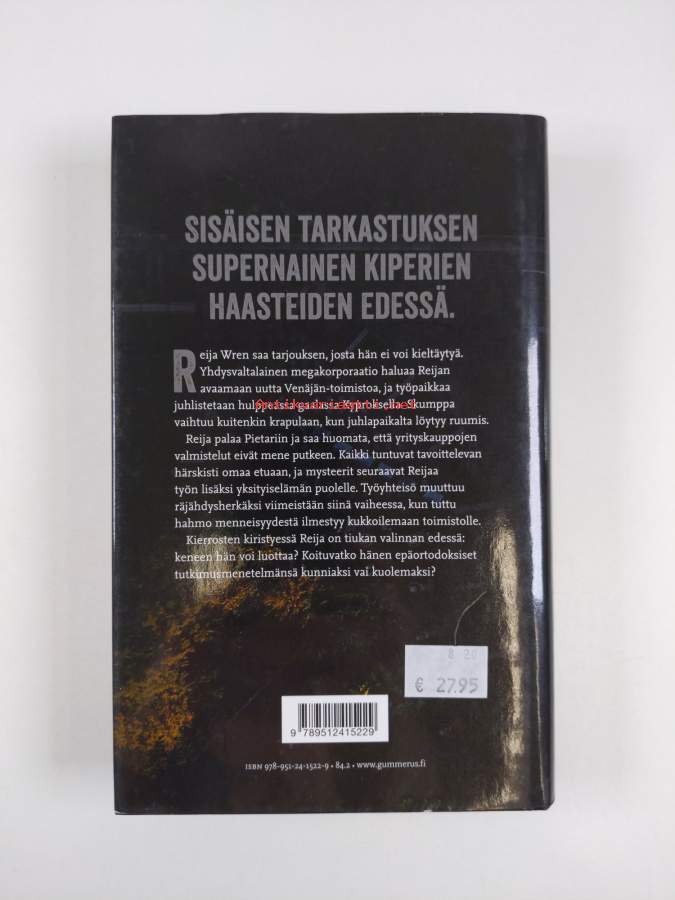 SISÄISEN TARKASTUKSEN
SUPERNAINEN KIPERIEN
HAASTEIDEN EDESSÄ.
Reija Wren saa tarjouksen, josta hän ei voi kieltäytyä.
Yhdysvaltalainen megakorporaatio haluaa Reijan
avaamaan uutta Venäjän-toimistoa, ja työpaikkaa
juhlistetaan hulppeassa gaalassa Kyproksella. Skumppa
vaihtuu kuitenkin krapulaan, kun juhlapaikalta löytyy ruumis.
Reija palaa Pietariin ja saa huomata, että yrityskauppojen
valmistelut eivät mene putkeen. Kaikki tuntuvat tavoittelevan
härskisti omaa etuaan, ja mysteerit seuraavat Reijaa
työn lisäksi yksityiselämän puolelle. Työyhteisö muuttuu
räjähdysherkäksi viimeistään siinä vaiheessa, kun tuttu
hahmo menneisyydestä ilmestyy kukkoilemaan toimistolle.
Kierrosten kiristyessä Reija on tiukan valinnan edessä:
keneen hän voi luottaa? Koituvatko hänen epäortodoksiset
tutkimusmenetelmänsä kunniaksi vai kuolemaksi?
€ 27.95
9 789512 415229
ISBN 978-951-24-1522-9 • 84.2 • www.gummerus.fi